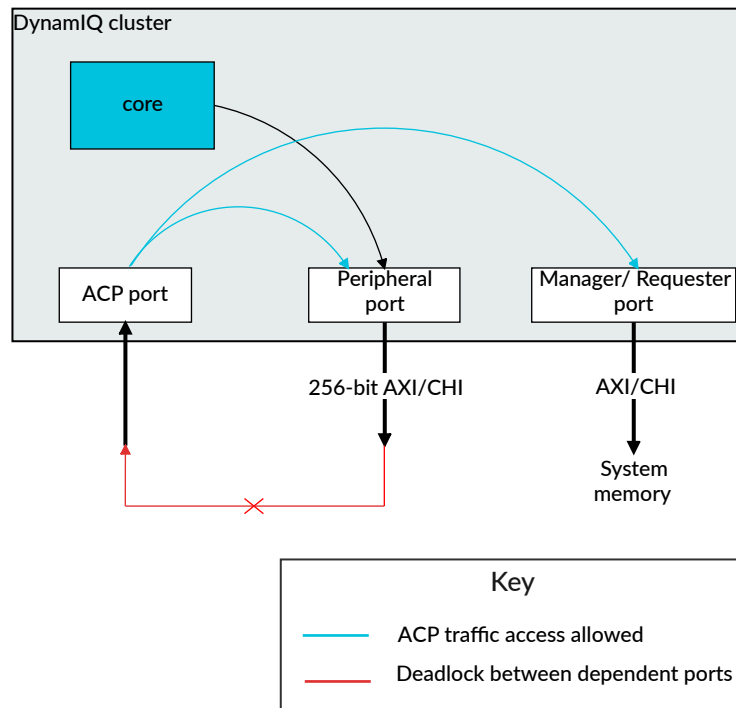 DynamIQ cluster
core
ACP port
Peripheral
port
Manager/ Requester
port
256-bit AXI/CHI
AXI/CHI
System
memory
Key
ACP traffic access allowed
Deadlock between dependent ports